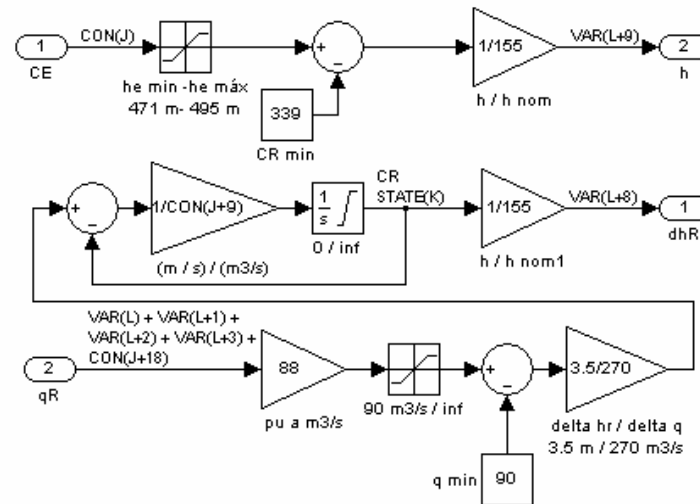 1
CE
CON(J)
he min -he máx
471 m- 495 m
+
−
339
CR min
1/155
h / h nom
VAR(L+9)
2
h
+
−
1/CON(J+9)
(m / s) / (m3/s)
1
s
0 / inf
CR
STATE(K)
1/155
h / h nom1
VAR(L+8)
1
dhR
VAR(L) + VAR(L+1) +
VAR(L+2) + VAR(L+3) +
CON(J+18)
2
qR
88
pu a m3/s
90 m3/s / inf
+
−
q min
90
3.5/270
delta hr / delta q
3.5 m / 270 m3/s